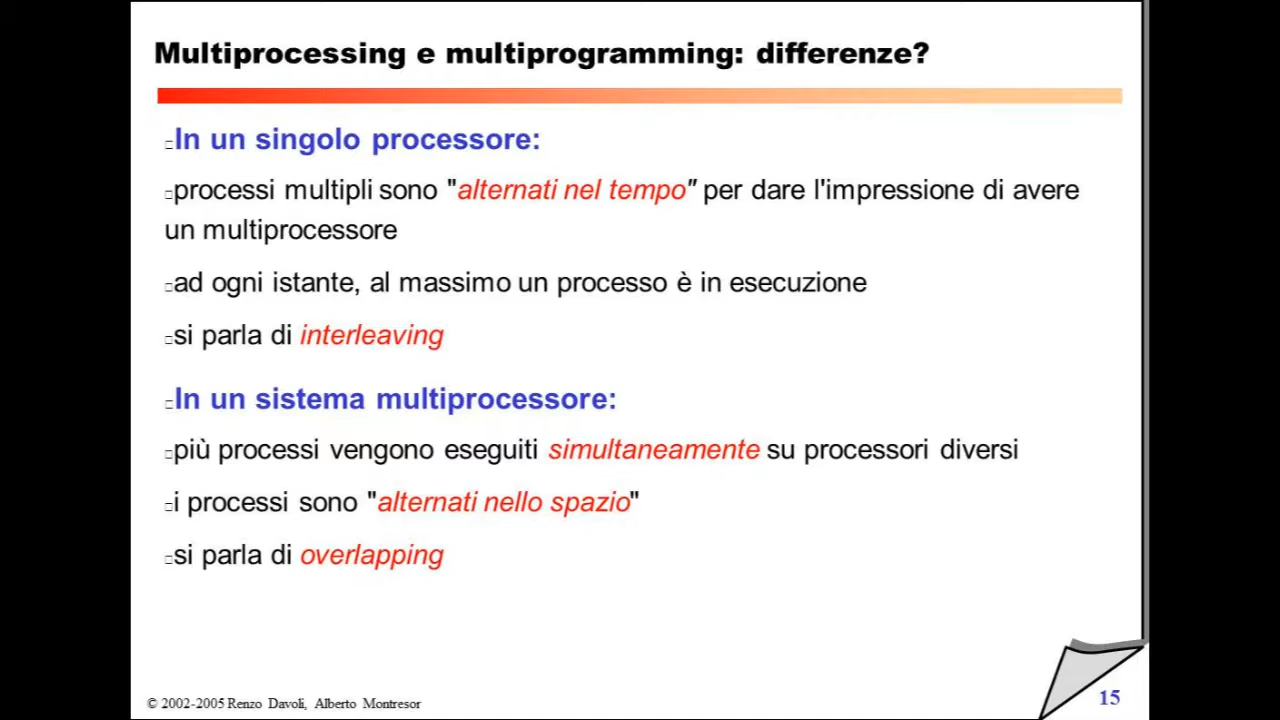 Multiprocessing e multiprogramming: differenze?
In un singolo processore:
processi multipli sono "alternati nel tempo" per dare l'impressione di avere
un multiprocessore
ad ogni istante, al massimo un processo è in esecuzione
si parla di interleaving
In un sistema multiprocessore:
più processi vengono eseguiti simultaneamente su processori diversi
i processi sono "alternati nello spazio"
si parla di overlapping
© 2002-2005 Renzo Davoli, Alberto Montresor
15